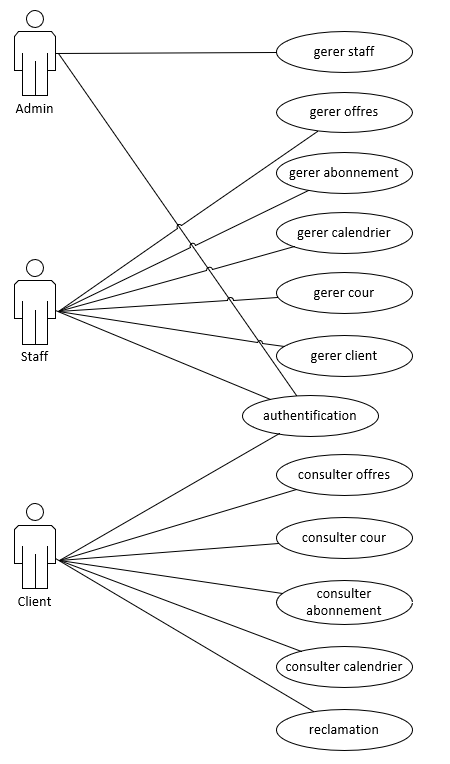 gerer staff
Admin
gerer offres
gerer abonnement
gerer calendrier
gerer cour
Staff
gerer client
authentification
consulter offres
consulter cour
Client
consulter
abonnement
consulter calendrier
reclamation